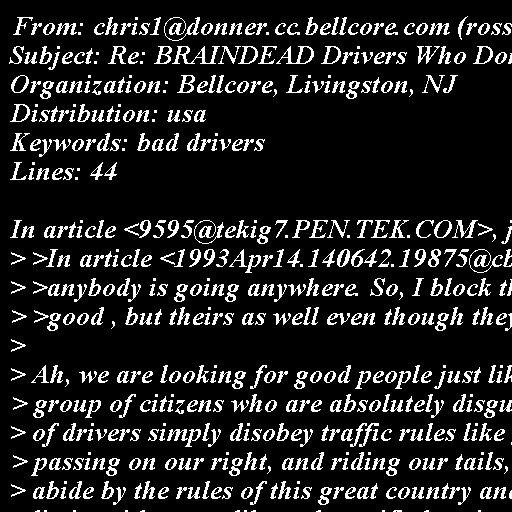 From: chris1@donner.cc.bellcore.com (ross
Subject: Re: BRAINDEAD Drivers Who Don
Organization: Bellcore, Livingston, NJ
Distribution: usa
Keywords: bad drivers
Lines: 44

In article <9595@tekig7.PEN.TEK.COM>, j
> >In article <1993Apr14.140642.19875@cb
> >anybody is going anywhere. So, I block th
> >good , but theirs as well even though they
>
> Ah, we are looking for good people just lik
> group of citizens who are absolutely disgu
> of drivers simply disobey traffic rules like
> passing on our right, and riding our tails,
> abide by the rules of this great country and